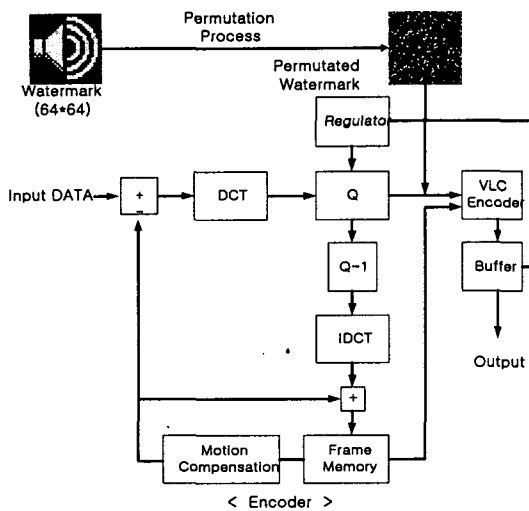 Permutation
Process
Watermark
(64*64)
Permutated
Watermark
Regulator
Input DATA
+
-
DCT
Q
VLC
Encoder
Q-1
Buffer
IDCT
Output
+
Motion
Compensation
Frame
Memory
< Encoder >